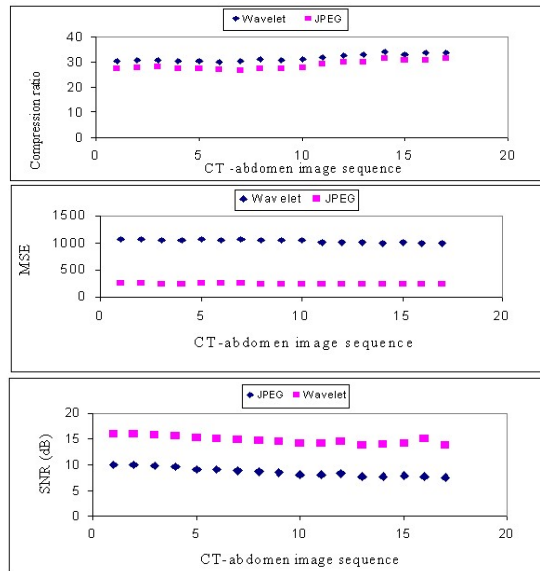 Wavelet JPEG
40
30
20
10
0
Compression ratio
0 5 10 15 20
CT -abdomen image sequence
Wavelet JPEG
1500
1000
500
0
MSE
0 5 10 15 20
CT-abdomen image sequence
JPEG Wavelet
20
15
10
5
0
SNR (dB)
0 5 10 15 20
CT-abdomen image sequence